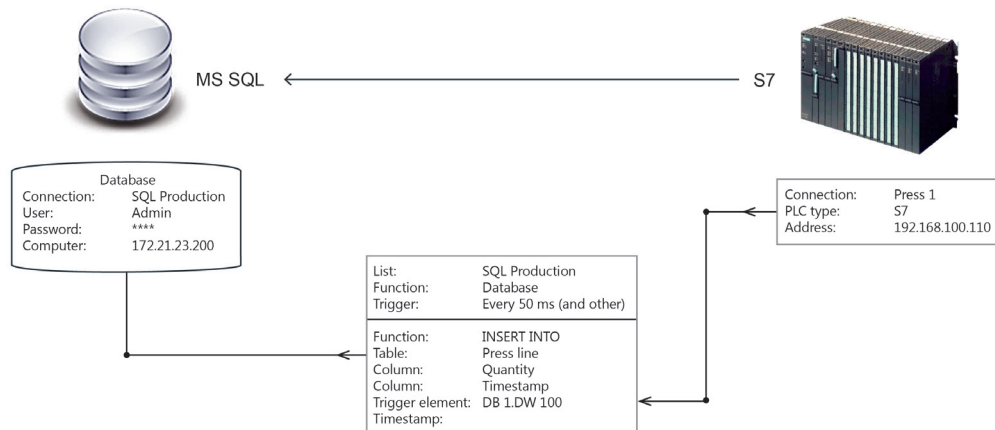 MS SQL
S7
Database
Connection: SQL Production
User: Admin
Password: ****
Computer: 172.21.23.200
Connection: Press 1
PLC type: S7
Address: 192.168.100.110
List: SQL Production
Function: Database
Trigger: Every 50 ms (and other)
Function: INSERT INTO
Table: Press line
Column: Quantity
Column: Timestamp
Trigger element: DB 1.DW 100
Timestamp: